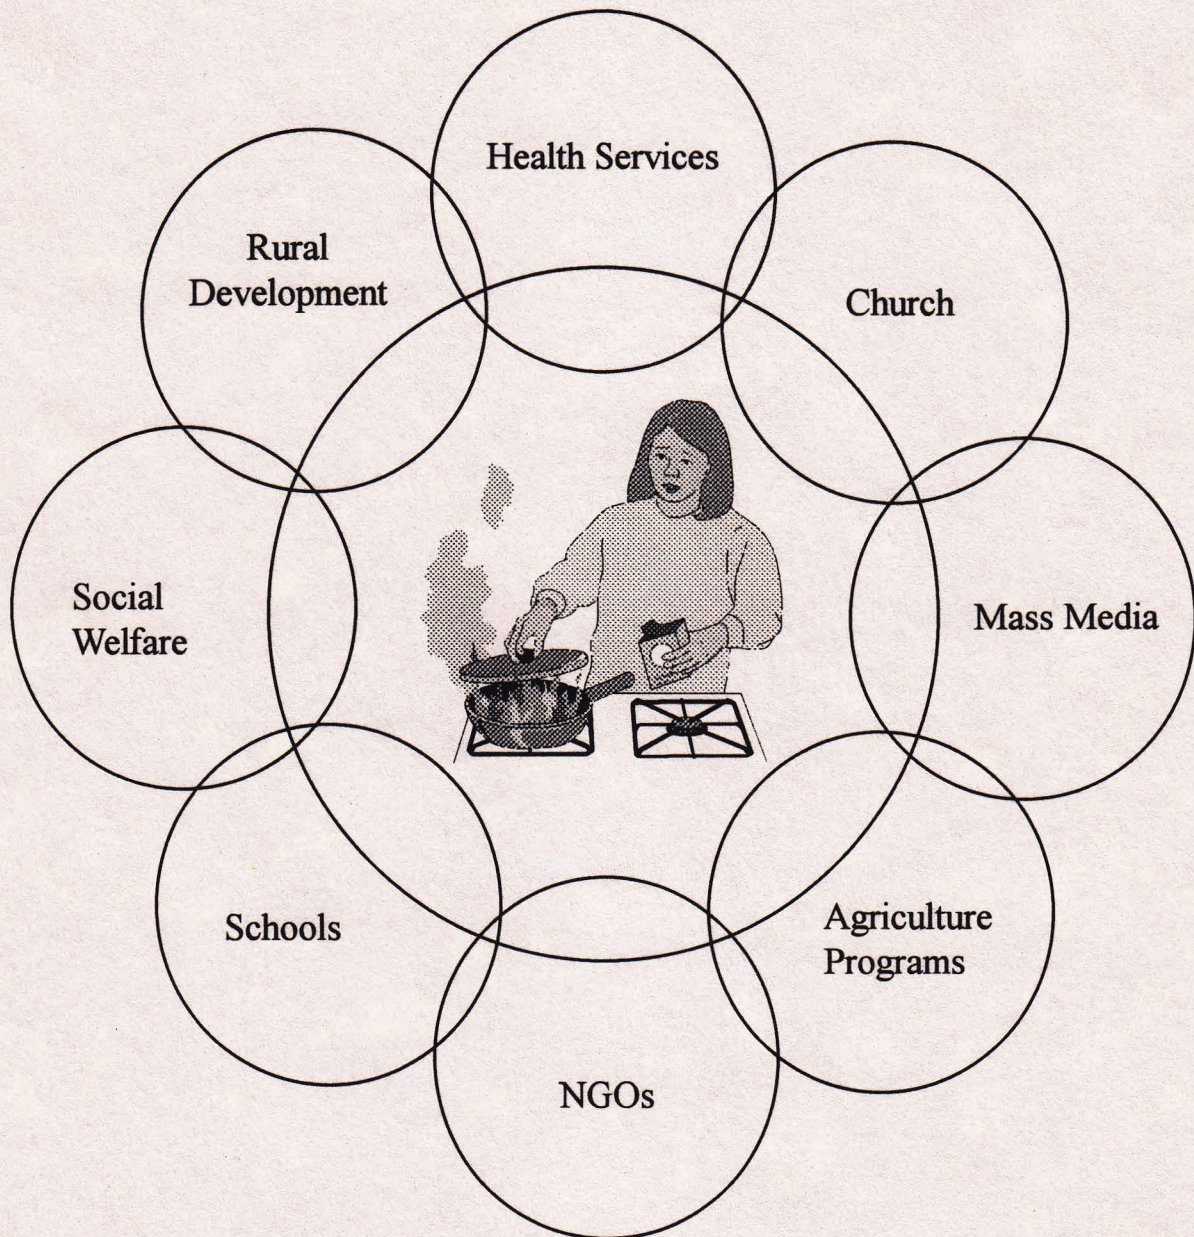 Health Services
Rural
Development
Church
Social
Welfare
Mass Media
Schools
Agriculture
Programs
NGOs